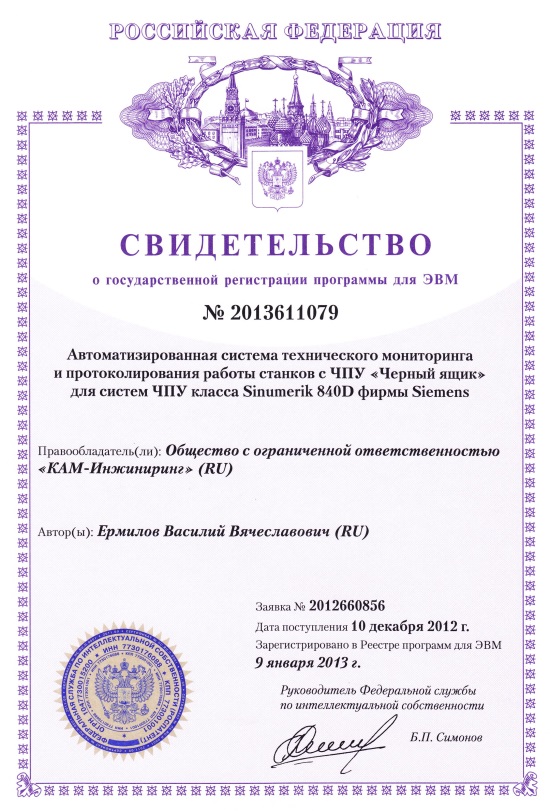 РОССИЙСКАЯ ФЕДЕРАЦИЯ
СВИДЕТЕЛЬСТВО
о государственной регистрации программы для ЭВМ
№ 2013611079
Автоматизированная система технического мониторинга
и протоколирования работы станков с ЧПУ «Черный ящик»
для систем ЧПУ класса Sinumerik 840D фирмы Siemens
Правообладатель(ли): Общество с ограниченной ответственностью
«КАМ-Инжиниринг» (RU)
Автор(ы): Ермилов Василий Вячеславович (RU)
Заявка № 2012660856
Дата поступления 10 декабря 2012 г.
Зарегистрировано в Реестре программ для ЭВМ
9 января 2013 г.
Руководитель Федеральной службы
по интеллектуальной собственности
Б.П. Симонов
ФЕДЕРАЛЬНАЯ СЛУЖБА ПО ИНТЕЛЛЕКТУАЛЬНОЙ СОБСТВЕННОСТИ (РОСПАТЕНТ)
ОГРН 1047730015200 * ИНН 7730176088 *